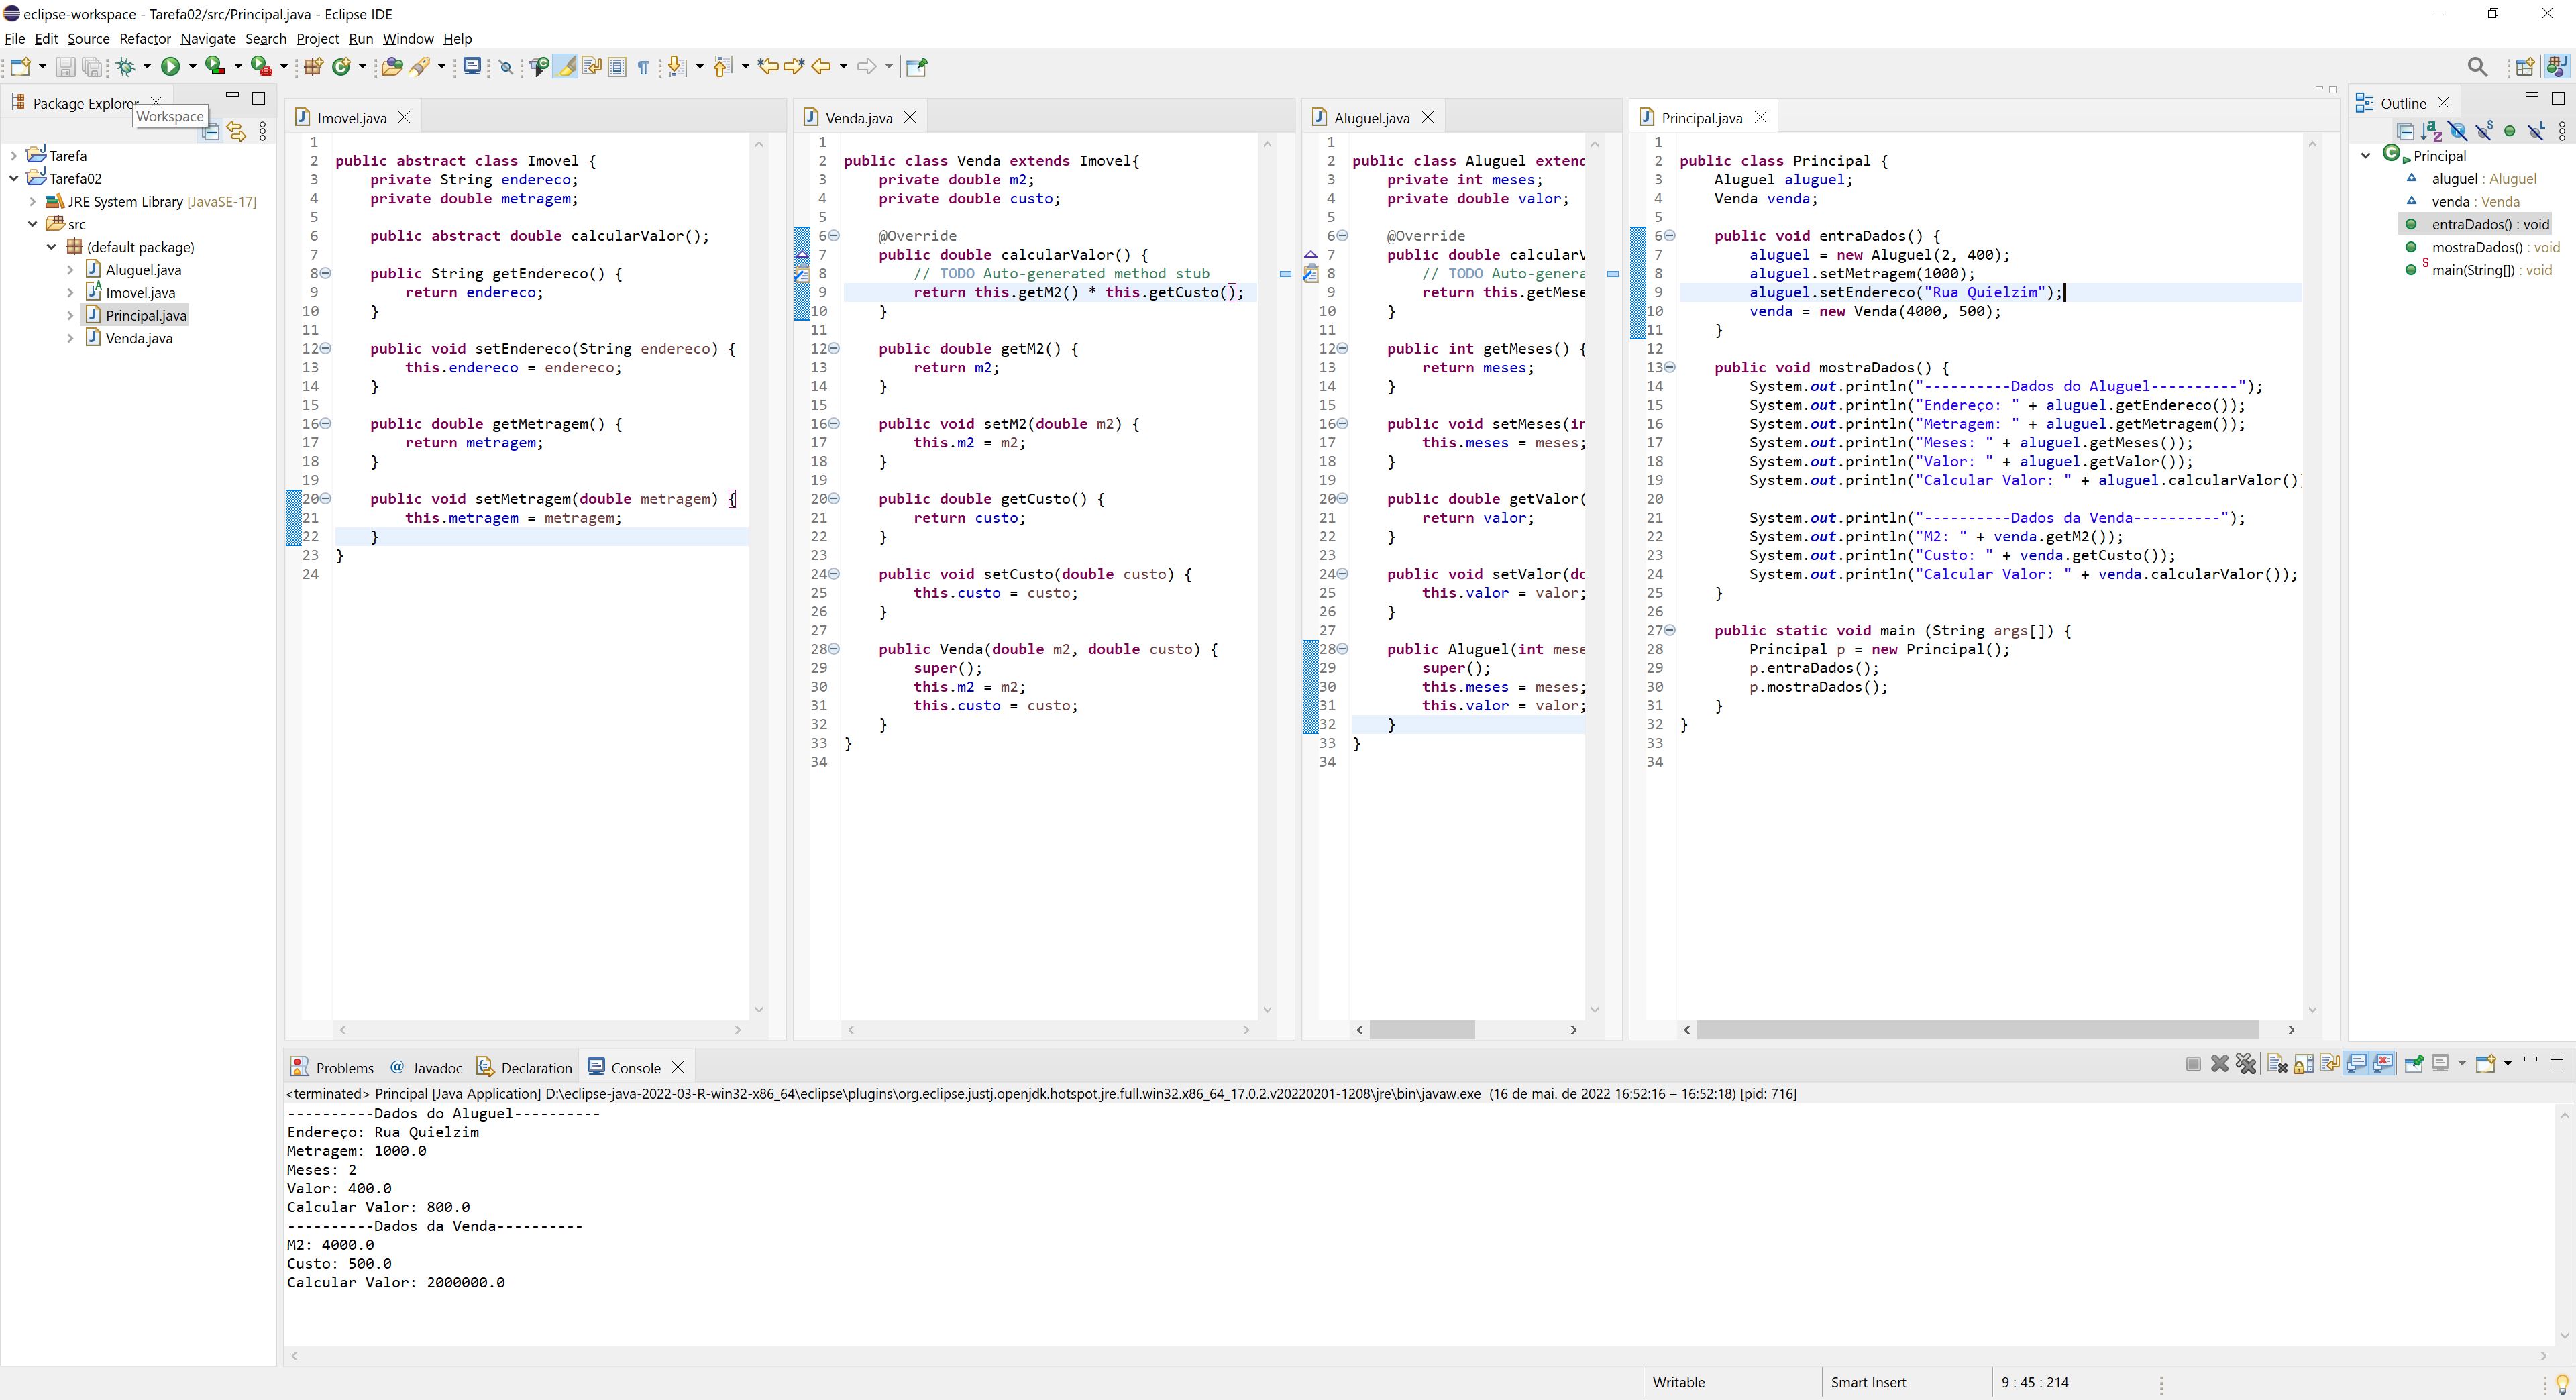 eclipse-workspace - Tarefa02/src/Principal.java - Eclipse IDE
File Edit Source Refactor Navigate Search Project Run Window Help
Package Explorer
Workspace
Tarefa
Tarefa02
JRE System Library [JavaSE-17]
src
(default package)
Aluguel.java
Imovel.java
Principal.java
Venda.java
Imovel.java
1
2 public abstract class Imovel {
3 private String endereco;
4 private double metragem;
5
6 public abstract double calcularValor();
7
8 public String getEndereco() {
9 return endereco;
10 }
11
12 public void setEndereco(String endereco) {
13 this.endereco = endereco;
14 }
15
16 public double getMetragem() {
17 return metragem;
18 }
19
20 public void setMetragem(double metragem) {
21 this.metragem = metragem;
22 }
23 }
24
Venda.java
1
2 public class Venda extends Imovel{
3 private double m2;
4 private double custo;
5
6 @Override
7 public double calcularValor() {
8 // TODO Auto-generated method stub
9 return this.getM2() * this.getCusto();
10 }
11
12 public double getM2() {
13 return m2;
14 }
15
16 public void setM2(double m2) {
17 this.m2 = m2;
18 }
19
20 public double getCusto() {
21 return custo;
22 }
23
24 public void setCusto(double custo) {
25 this.custo = custo;
26 }
27
28 public Venda(double m2, double custo) {
29 super();
30 this.m2 = m2;
31 this.custo = custo;
32 }
33 }
34
Aluguel.java
1
2 public class Aluguel extend
3 private int meses;
4 private double valor;
5
6 @Override
7 public double calcularV
8 // TODO Auto-genera
9 return this.getMese
10 }
11
12 public int getMeses() {
13 return meses;
14 }
15
16 public void setMeses(in
17 this.meses = meses;
18 }
19
20 public double getValor(
21 return valor;
22 }
23
24 public void setValor(do
25 this.valor = valor;
26 }
27
28 public Aluguel(int mese
29 super();
30 this.meses = meses;
31 this.valor = valor;
32 }
33 }
34
Principal.java
1
2 public class Principal {
3 Aluguel aluguel;
4 Venda venda;
5
6 public void entraDados() {
7 aluguel = new Aluguel(2, 400);
8 aluguel.setMetragem(1000);
9 aluguel.setEndereco("Rua Quielzim");
10 venda = new Venda(4000, 500);
11 }
12
13 public void mostraDados() {
14 System.out.println("----------Dados do Aluguel----------");
15 System.out.println("Endereço: " + aluguel.getEndereco());
16 System.out.println("Metragem: " + aluguel.getMetragem());
17 System.out.println("Meses: " + aluguel.getMeses());
18 System.out.println("Valor: " + aluguel.getValor());
19 System.out.println("Calcular Valor: " + aluguel.calcularValor()
20
21 System.out.println("----------Dados da Venda----------");
22 System.out.println("M2: " + venda.getM2());
23 System.out.println("Custo: " + venda.getCusto());
24 System.out.println("Calcular Valor: " + venda.calcularValor());
25 }
26
27 public static void main (String args[]) {
28 Principal p = new Principal();
29 p.entraDados();
30 p.mostraDados();
31 }
32 }
33
34
Outline
Principal
aluguel : Aluguel
venda : Venda
entraDados() : void
mostraDados() : void
main(String[]) : void
Problems Javadoc Declaration Console
<terminated> Principal [Java Application] D:\eclipse-java-2022-03-R-win32-x86_64\eclipse\plugins\org.eclipse.justj.openjdk.hotspot.jre.full.win32.x86_64_17.0.2.v20220201-1208\jre\bin\javaw.exe (16 de mai. de 2022 16:52:16 – 16:52:18) [pid: 716]
----------Dados do Aluguel----------
Endereço: Rua Quielzim
Metragem: 1000.0
Meses: 2
Valor: 400.0
Calcular Valor: 800.0
----------Dados da Venda----------
M2: 4000.0
Custo: 500.0
Calcular Valor: 2000000.0
Writable
Smart Insert
9 : 45 : 214